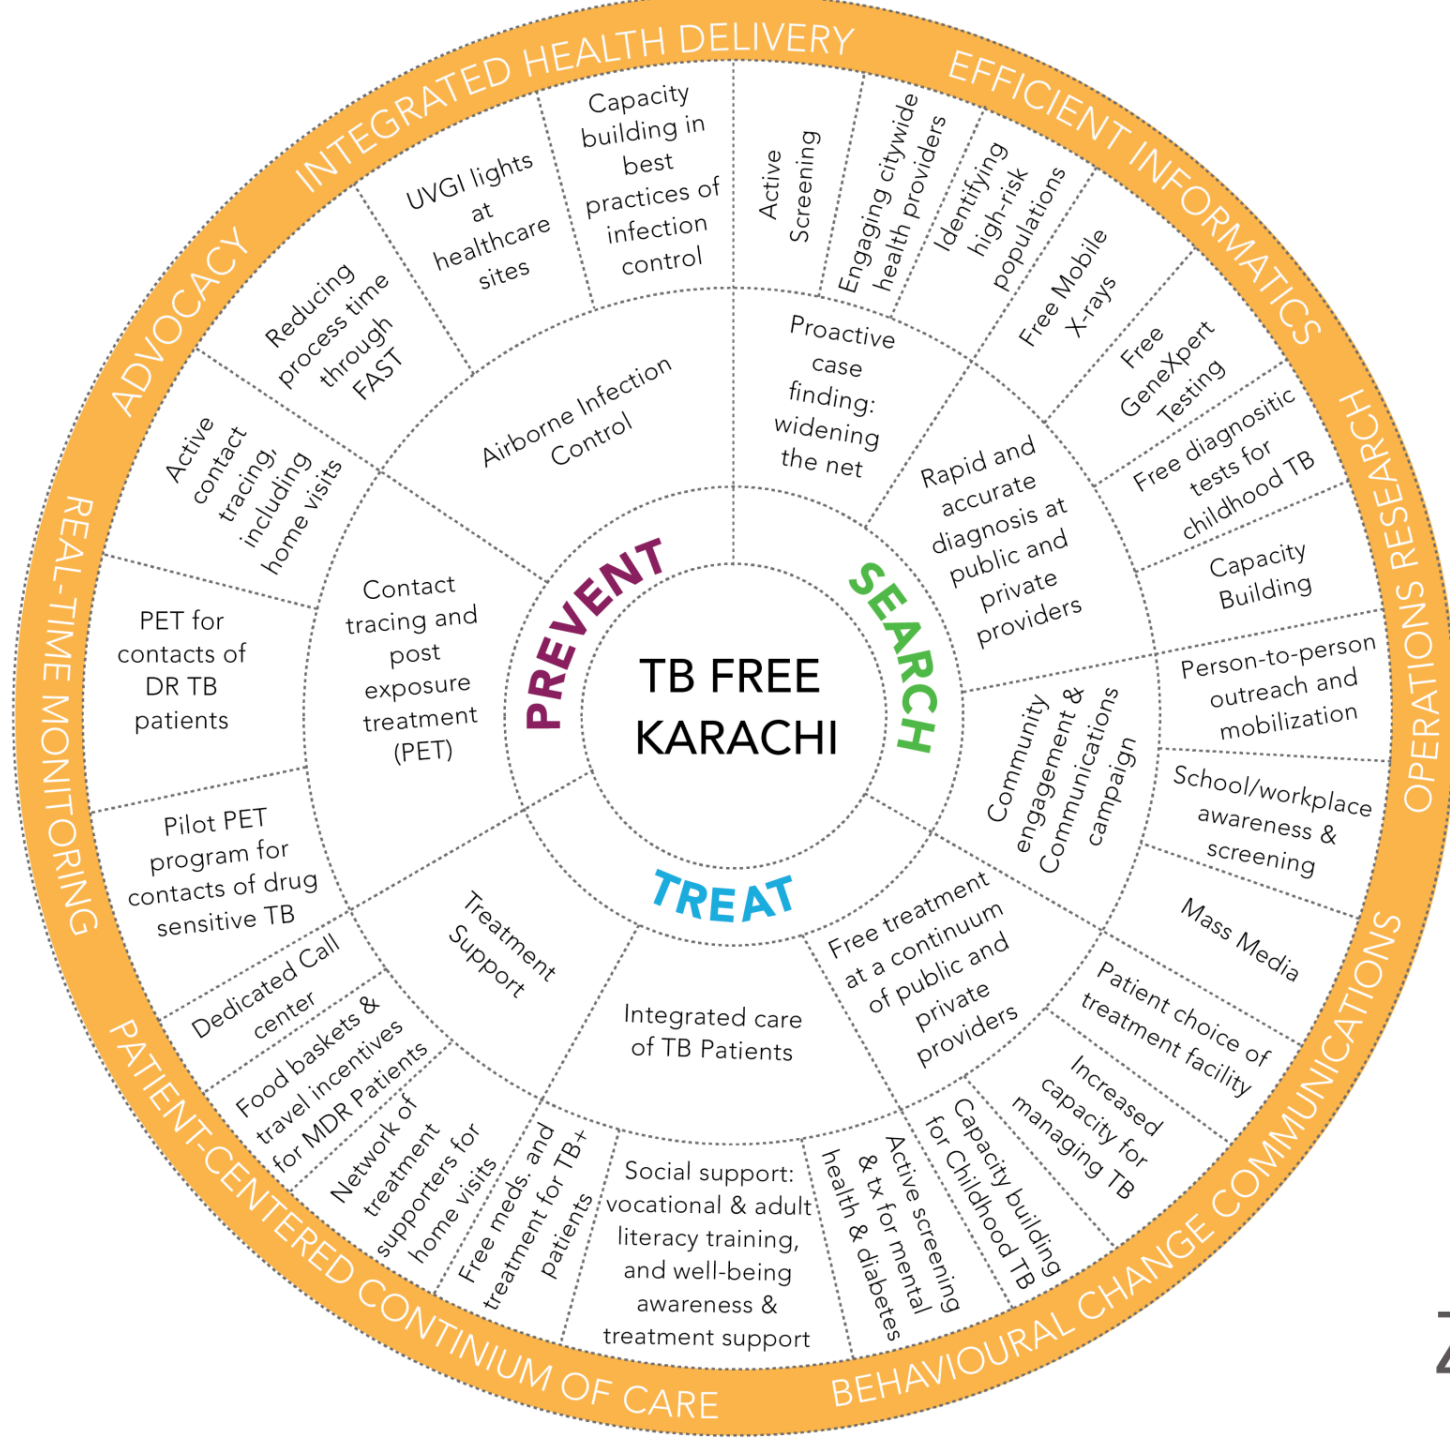 TB FREE
KARACHI
SEARCH
TREAT
PREVENT
Proactive
case
finding:
widening
the net
Rapid and
accurate
diagnosis at
public and
private
providers
Community
engagement &
Communications
campaign
Free treatment
at a continuum
of public and
private
providers
Integrated care
of TB Patients
Treatment
Support
Contact
tracing and
post
exposure
treatment
(PET)
Airborne Infection
Control
Active
Screening
Engaging citywide
health providers
Identifying
high-risk
populations
Free Mobile
X-rays
Free
GeneXpert
Testing
Free diagnositic
tests for
childhood TB
Capacity
Building
Person-to-person
outreach and
mobilization
School/workplace
awareness &
screening
Mass Media
Patient choice of
treatment facility
Increased
capacity for
managing TB
Capacity building
for Childhood TB
Active screening
& tx for mental
health & diabetes
Social support:
vocational & adult
literacy training,
and well-being
awareness &
treatment support
Free meds. and
treatment for TB+
patients
Network of
treatment
supporters for
home visits
Food baskets &
travel incentives
for MDR Patients
Dedicated Call
center
Pilot PET
program for
contacts of drug
sensitive TB
PET for
contacts of
DR TB
patients
Active
contact
tracing,
including
home visits
Reducing
process time
through
FAST
UVGI lights
at
healthcare
sites
Capacity
building in
best
practices of
infection
control
INTEGRATED HEALTH DELIVERY
EFFICIENT INFORMATICS
OPERATIONS RESEARCH
BEHAVIOURAL CHANGE COMMUNICATIONS
PATIENT-CENTERED CONTINIUM OF CARE
REAL-TIME MONITORING
ADVOCACY